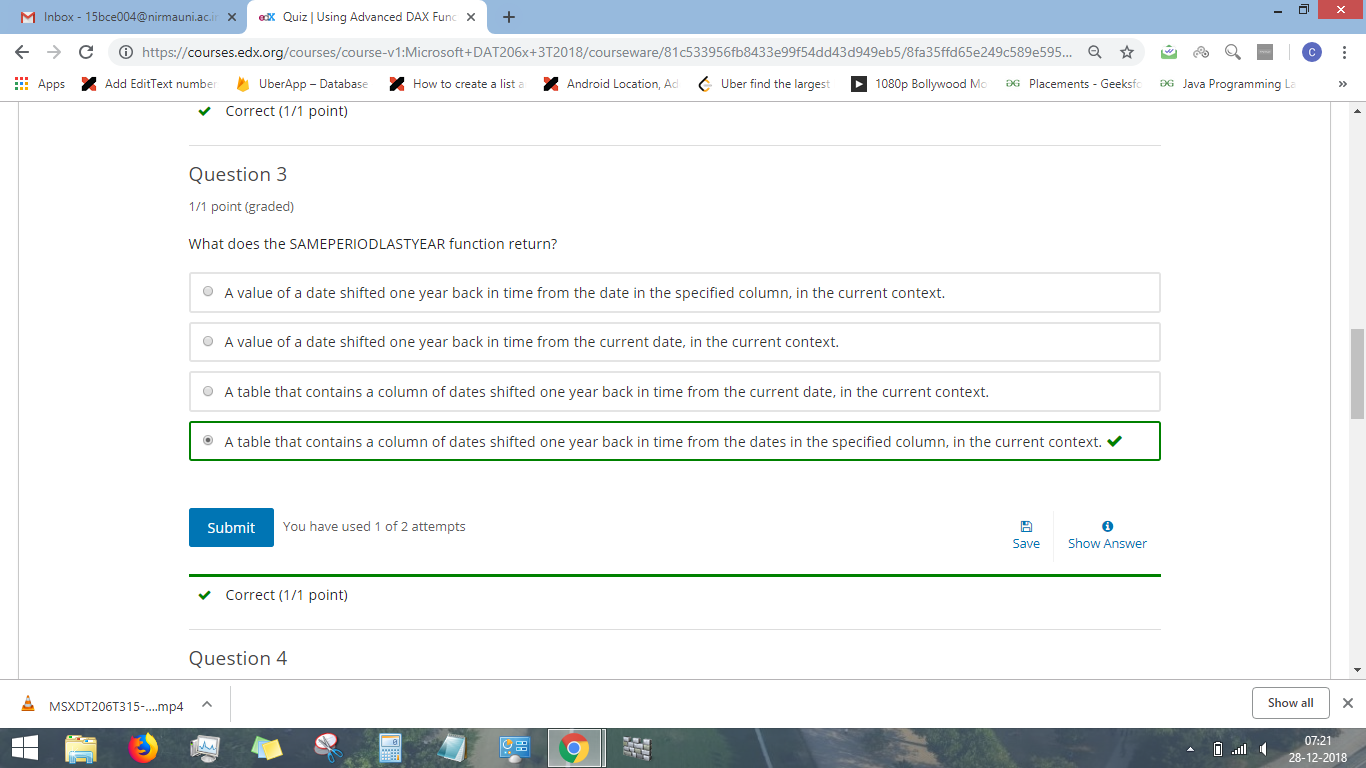 Inbox - 15bce004@nirmauni.ac.i
edX Quiz | Using Advanced DAX Func
https://courses.edx.org/courses/course-v1:Microsoft+DAT206x+3T2018/courseware/81c533956fb8433e99f54dd43d949eb5/8fa35ffd65e249c589e595...
C
Apps
Add EditText number
UberApp – Database
How to create a list a
Android Location, Ad
Uber find the largest
1080p Bollywood Mo
Placements - Geeksfo
Java Programming La
»
Correct (1/1 point)
Question 3
1/1 point (graded)
What does the SAMEPERIODLASTYEAR function return?
A value of a date shifted one year back in time from the date in the specified column, in the current context.
A value of a date shifted one year back in time from the current date, in the current context.
A table that contains a column of dates shifted one year back in time from the current date, in the current context.
A table that contains a column of dates shifted one year back in time from the dates in the specified column, in the current context.
Submit You have used 1 of 2 attempts
Save
Show Answer
Correct (1/1 point)
Question 4
MSXDT206T315-....mp4
Show all
07:21
28-12-2018